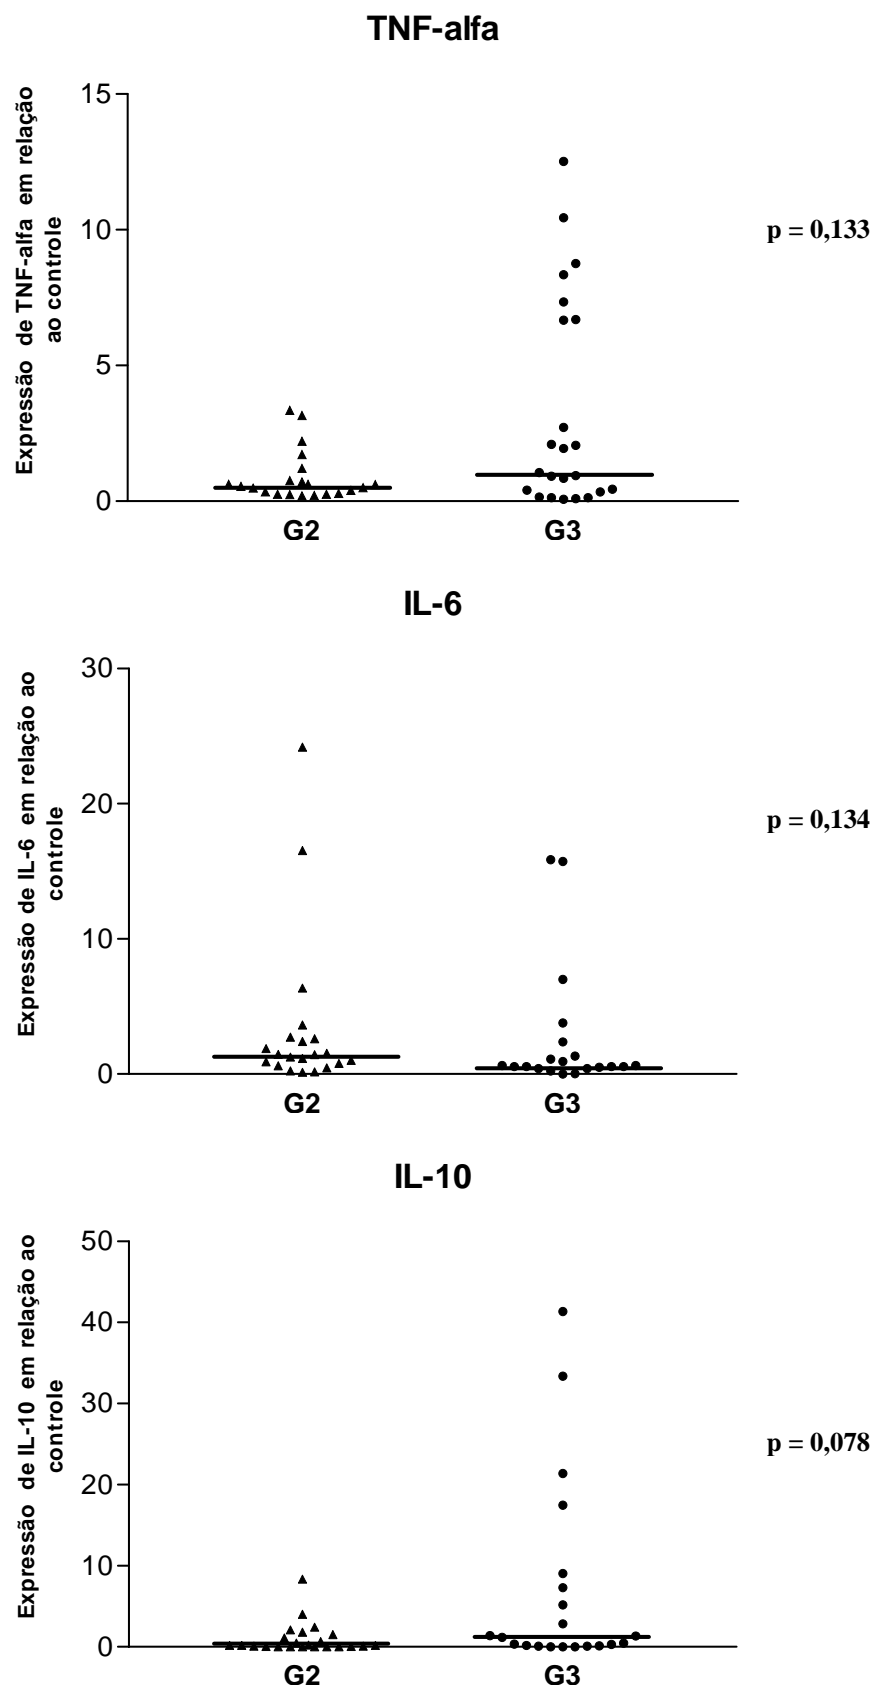 TNF-alfa
Expressão de TNF-alfa em relação
ao controle
15
10
5
0
G2
G3
p = 0,133
IL-6
Expressão de IL-6 em relação ao
controle
30
20
10
0
G2
G3
p = 0,134
IL-10
Expressão de IL-10 em relação ao
controle
50
40
30
20
10
0
G2
G3
p = 0,078